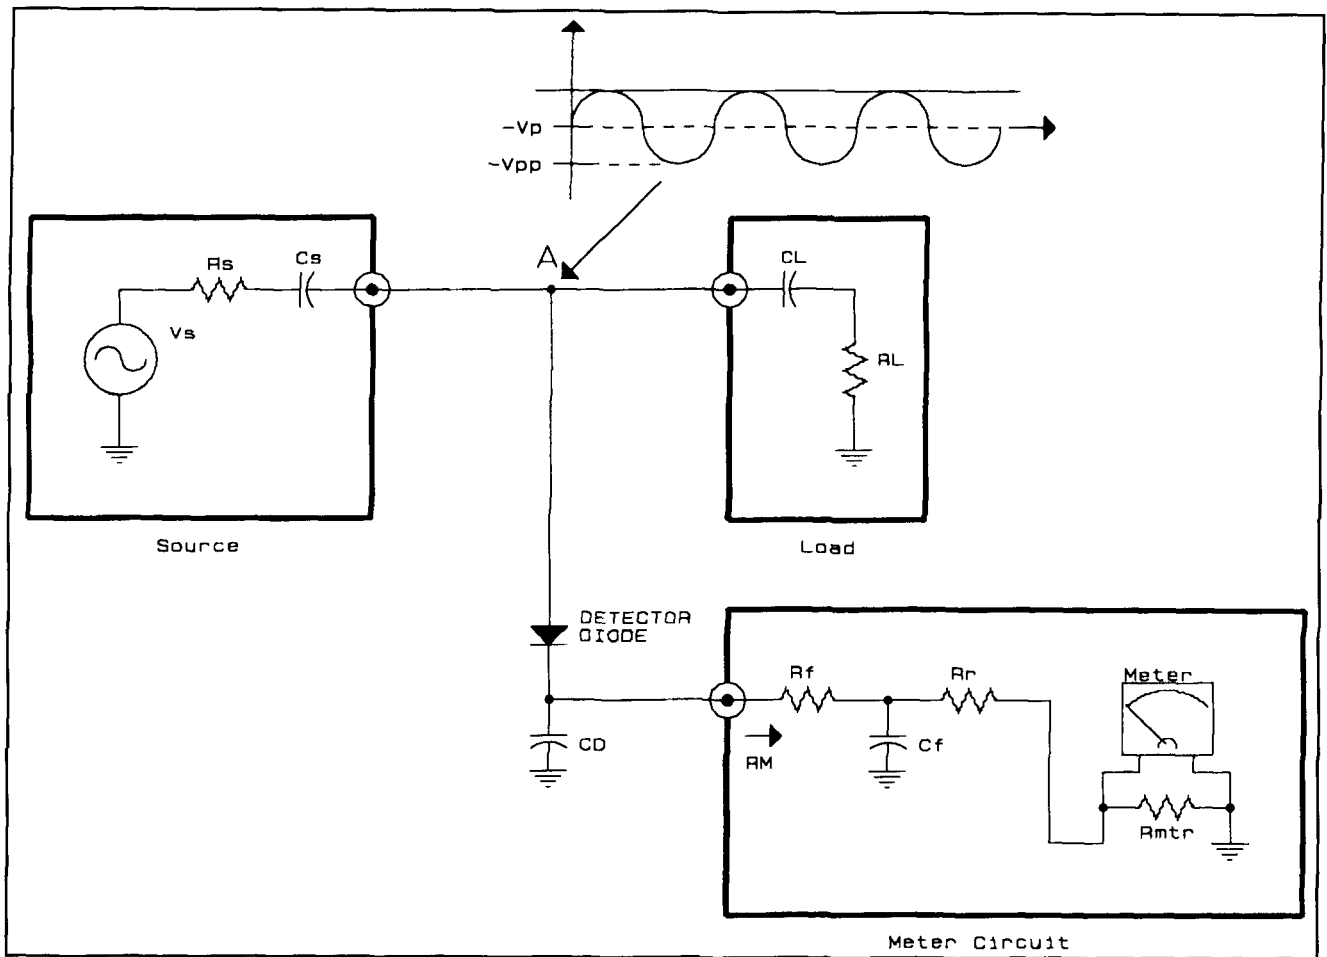 -Vp
-Vpp
A
Rs
Cs
CL
Vs
RL
Source
Load
DETECTOR
DIODE
Rf
Rr
Meter
CD
RM
Cf
Rmtr
Meter Circuit